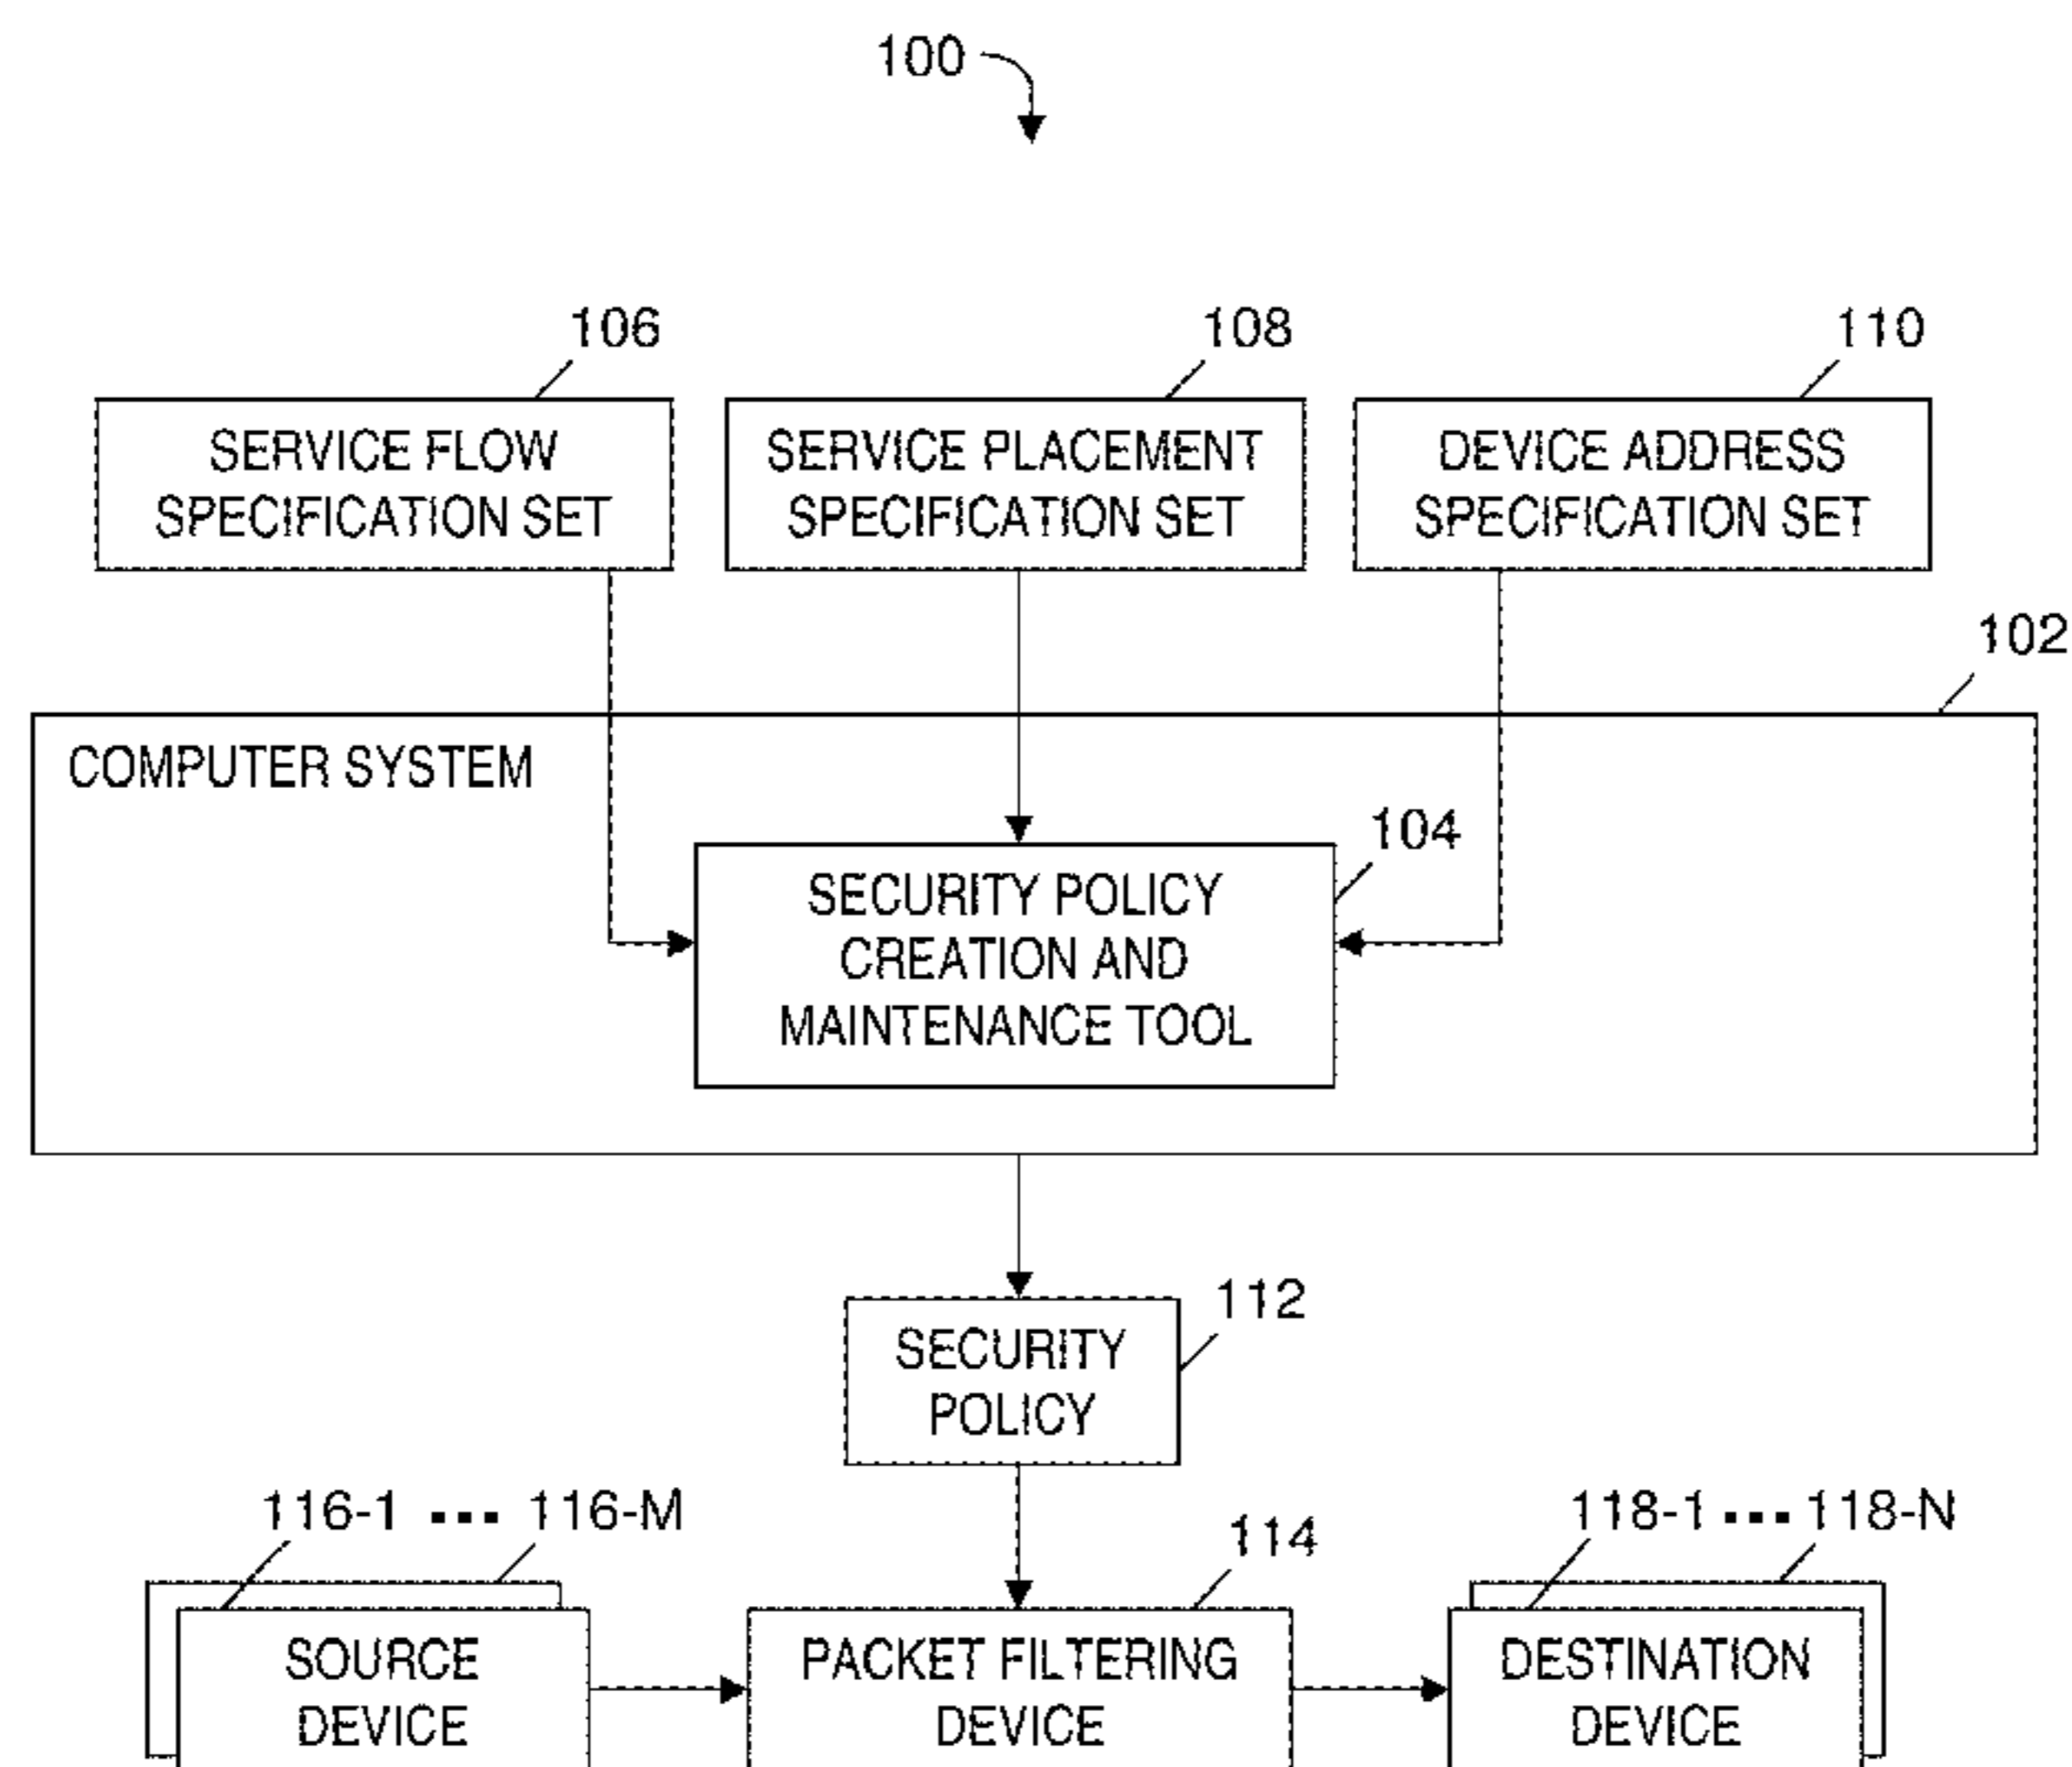 100
106
108
110
SERVICE FLOW
SPECIFICATION SET
SERVICE PLACEMENT
SPECIFICATION SET
DEVICE ADDRESS
SPECIFICATION SET
102
COMPUTER SYSTEM
104
SECURITY POLICY
CREATION AND
MAINTENANCE TOOL
112
SECURITY
POLICY
116-1 ... 116-M
114
118-1 ... 118-N
SOURCE
DEVICE
PACKET FILTERING
DEVICE
DESTINATION
DEVICE